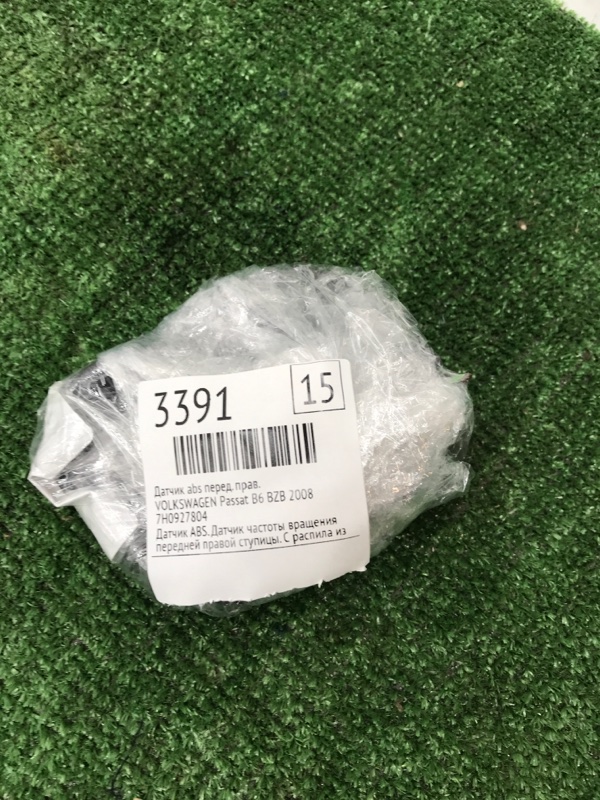 3391
15
Датчик abs перед. прав.
VOLKSWAGEN Passat B6 BZB 2008
7H0927804
Датчик ABS.Датчик частоты вращения
передней правой ступицы. С распила из